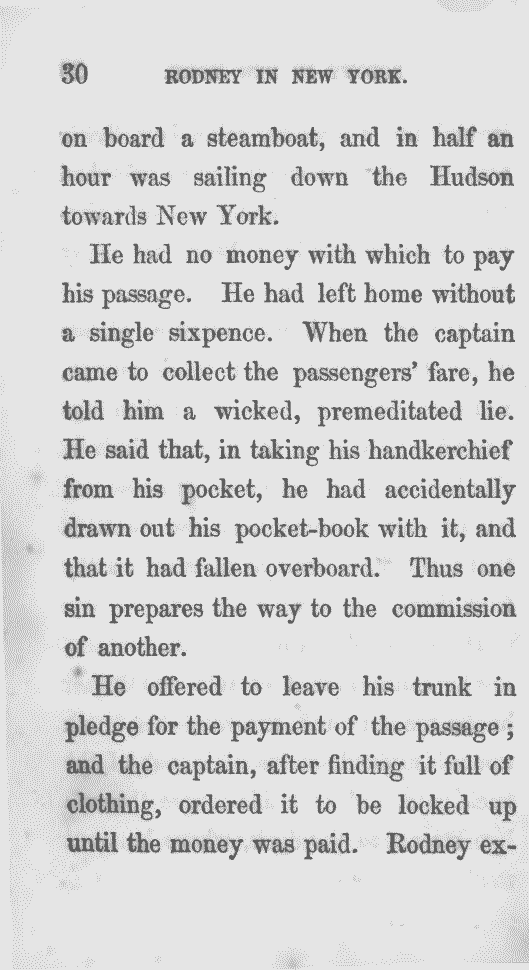 30 RODNEY IN NEW YORK.
on board a steamboat, and in half an
hour was sailing down the Hudson
towards New York.
He had no money with which to pay
his passage. He had left home without
a single sixpence. When the captain
came to collect the passengers' fare, he
told him a wicked, premeditated lie.
He said that, in taking his handkerchief
from his pocket, he had accidentally
drawn out his pocket-book with it, and
that it had fallen overboard. Thus one
sin prepares the way to the commission
of another.
He offered to leave his trunk in
pledge for the payment of the passage;
and the captain, after finding it full of
clothing, ordered it to be locked up
until the money was paid. Rodney ex-